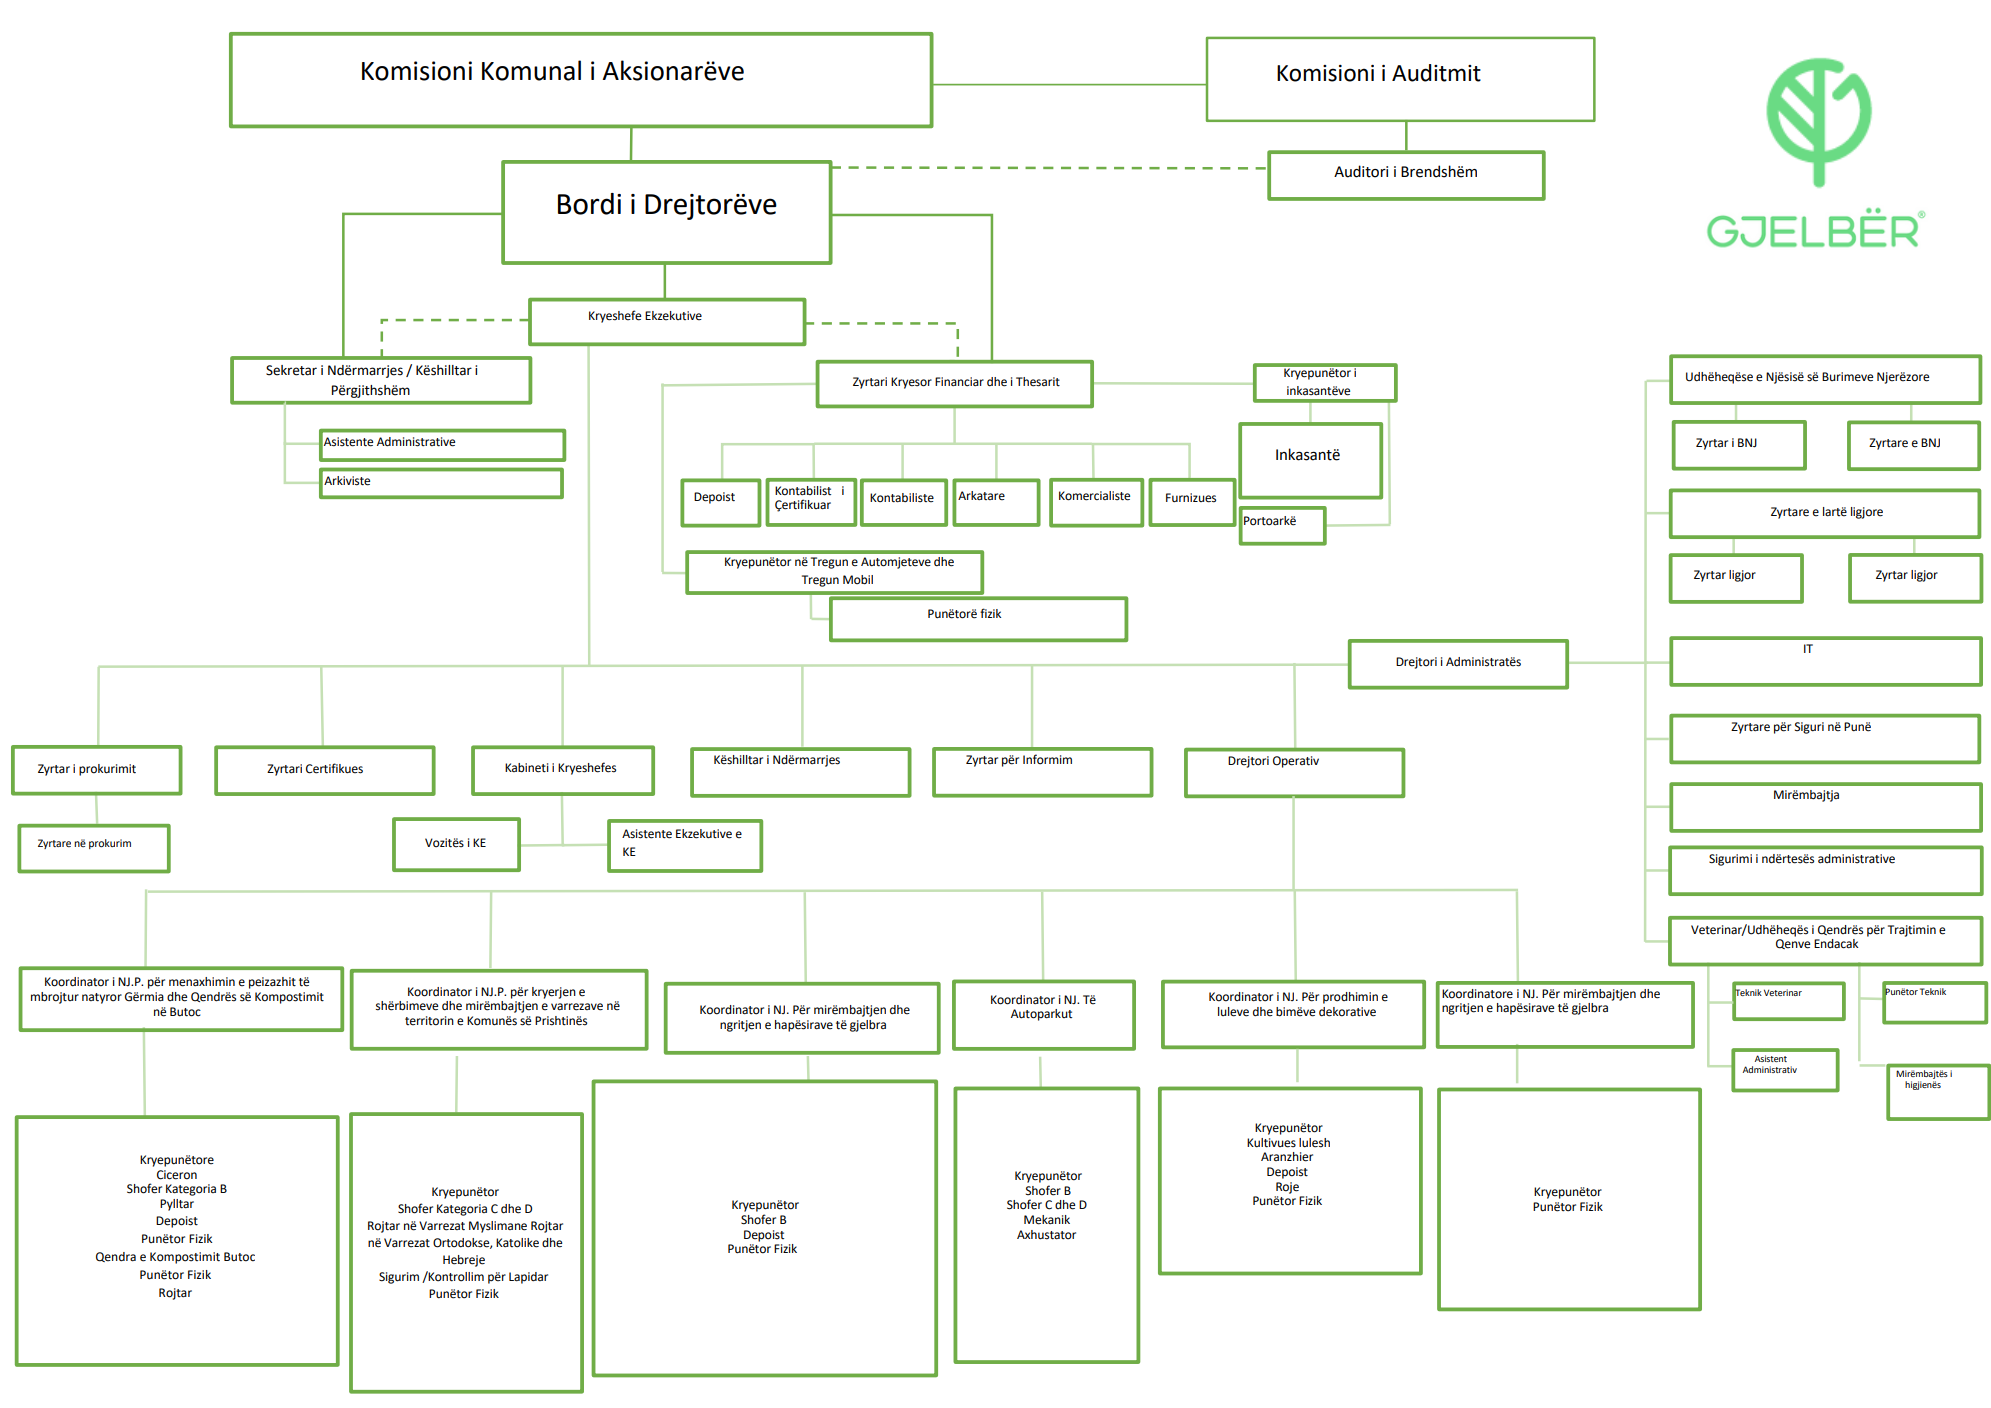 Komisioni Komunal i Aksionarëve
Komisioni i Auditmit
Auditori i Brendshëm
GJELBËR®
Bordi i Drejtorëve
Kryeshefe Ekzekutive
Sekretar i Ndërmarrjes / Këshilltar i
Përgjithshëm
Asistente Administrative
Arkiviste
Zyrtari Kryesor Financiar dhe i Thesarit
Kryepunëtor i
inkasantëve
Inkasantë
Portoarkë
Depoist
Kontabilist i
Çertifikuar
Kontabiliste
Arkatare
Komercialiste
Furnizues
Kryepunëtor në Tregun e Automjeteve dhe
Tregun Mobil
Punëtorë fizik
Drejtori i Administratës
Udhëheqëse e Njësisë së Burimeve Njerëzore
Zyrtar i BNJ
Zyrtare e BNJ
Zyrtare e lartë ligjore
Zyrtar ligjor
Zyrtar ligjor
IT
Zyrtare për Siguri në Punë
Mirëmbajtja
Sigurimi i ndërtesës administrative
Veterinar/Udhëheqës i Qendrës për Trajtimin e
Qenve Endacak
Teknik Veterinar
Punëtor Teknik
Asistent
Administrativ
Mirëmbajtës i
higjienës
Zyrtar i prokurimit
Zyrtare në prokurim
Zyrtari Certifikues
Kabineti i Kryeshefes
Vozitës i KE
Asistente Ekzekutive e
KE
Këshilltar i Ndërmarrjes
Zyrtar për Informim
Drejtori Operativ
Koordinator i NJ.P. për menaxhimin e peizazhit të
mbrojtur natyror Gërmia dhe Qendrës së Kompostimit
në Butoc
Koordinator i NJ.P. për kryerjen e
shërbimeve dhe mirëmbajtjen e varrezave në
territorin e Komunës së Prishtinës
Koordinator i NJ. Për mirëmbajtjen dhe
ngritjen e hapësirave të gjelbra
Koordinator i NJ. Të
Autoparkut
Koordinator i NJ. Për prodhimin e
luleve dhe bimëve dekorative
Koordinatore i NJ. Për mirëmbajtjen dhe
ngritjen e hapësirave të gjelbra
Kryepunëtore
Ciceron
Shofer Kategoria B
Pylltar
Depoist
Punëtor Fizik
Qendra e Kompostimit Butoc
Punëtor Fizik
Rojtar
Kryepunëtor
Shofer Kategoria C dhe D
Rojtar në Varrezat Myslimane Rojtar
në Varrezat Ortodokse, Katolike dhe
Hebreje
Sigurim /Kontrollim për Lapidar
Punëtor Fizik
Kryepunëtor
Shofer B
Depoist
Punëtor Fizik
Kryepunëtor
Shofer B
Shofer C dhe D
Mekanik
Axhustator
Kryepunëtor
Kultivues lulesh
Aranzhier
Depoist
Roje
Punëtor Fizik
Kryepunëtor
Punëtor Fizik